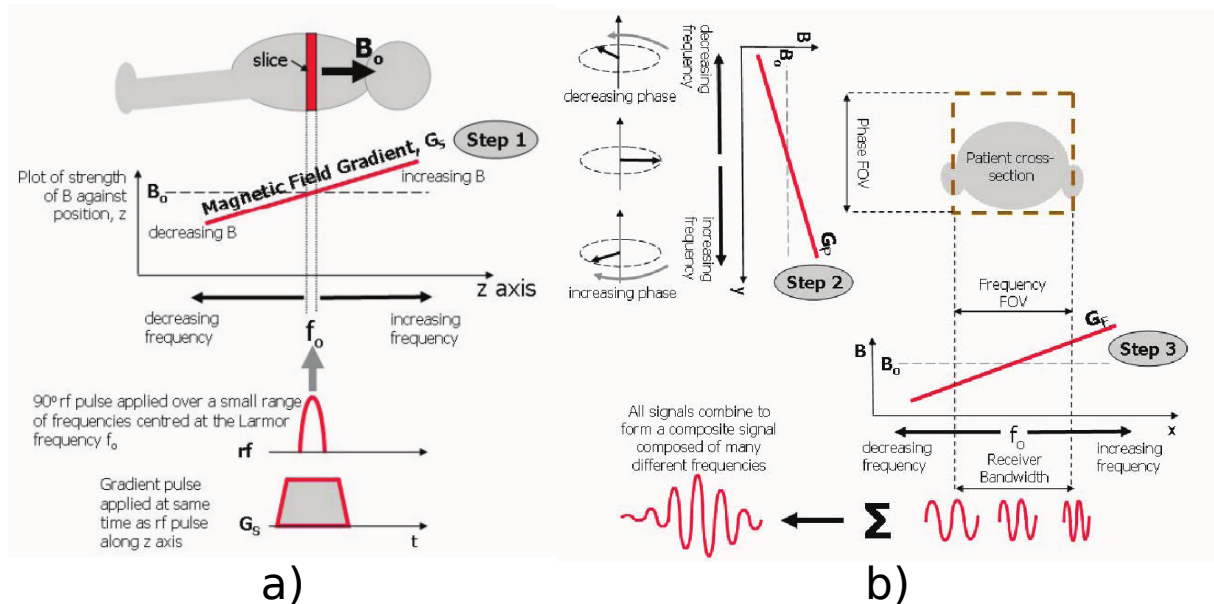 slice
Bo
Magnetic Field Gradient, Gs
Step 1
Plot of strength
of B against
position, z
Bo
increasing B
decreasing B
z axis
decreasing
frequency
fo
increasing
frequency
90º rf pulse applied over a small range
of frequencies centred at the Larmor
frequency fo
rf
Gradient pulse
applied at same
time as rf pulse
along z axis
Gs
t
a)
decreasing phase
increasing phase
decreasing
frequency
increasing
frequency
B
Bo
GP
y
Step 2
Phase FOV
Patient cross-
section
Frequency
FOV
GF
Step 3
B
Bo
x
decreasing
frequency
fo
increasing
frequency
Receiver
Bandwidth
All signals combine to
form a composite signal
composed of many
different frequencies
Σ
b)